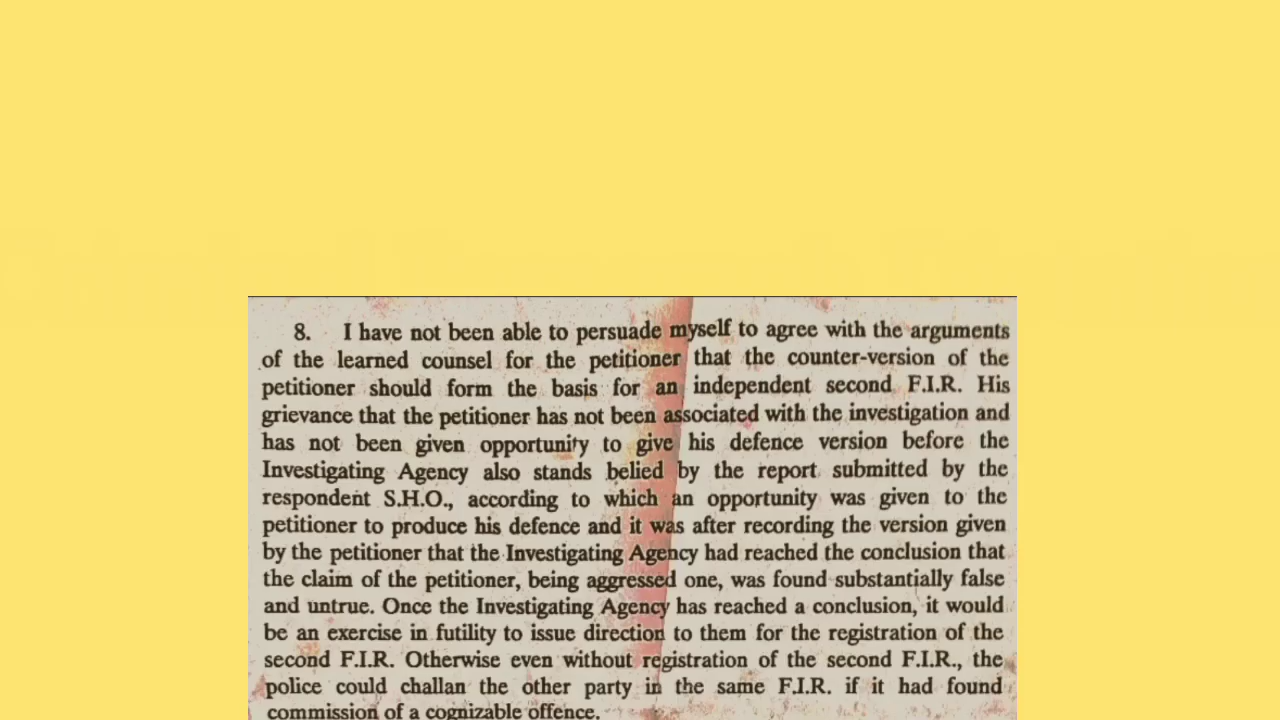 8. I have not been able to persuade myself to agree with the arguments
of the learned counsel for the petitioner that the counter-version of the
petitioner should form the basis for an independent second F.I.R. His
grievance that the petitioner has not been associated with the investigation and
has not been given opportunity to give his defence version before the
Investigating Agency also stands belied by the report submitted by the
respondent S.H.O., according to which an opportunity was given to the
petitioner to produce his defence and it was after recording the version given
by the petitioner that the Investigating Agency had reached the conclusion that
the claim of the petitioner, being aggressed one, was found substantially false
and untrue. Once the Investigating Agency has reached a conclusion, it would
be an exercise in futility to issue direction to them for the registration of the
second F.I.R. Otherwise even without registration of the second F.I.R., the
police could challan the other party in the same F.I.R. if it had found
commission of a cognizable offence.